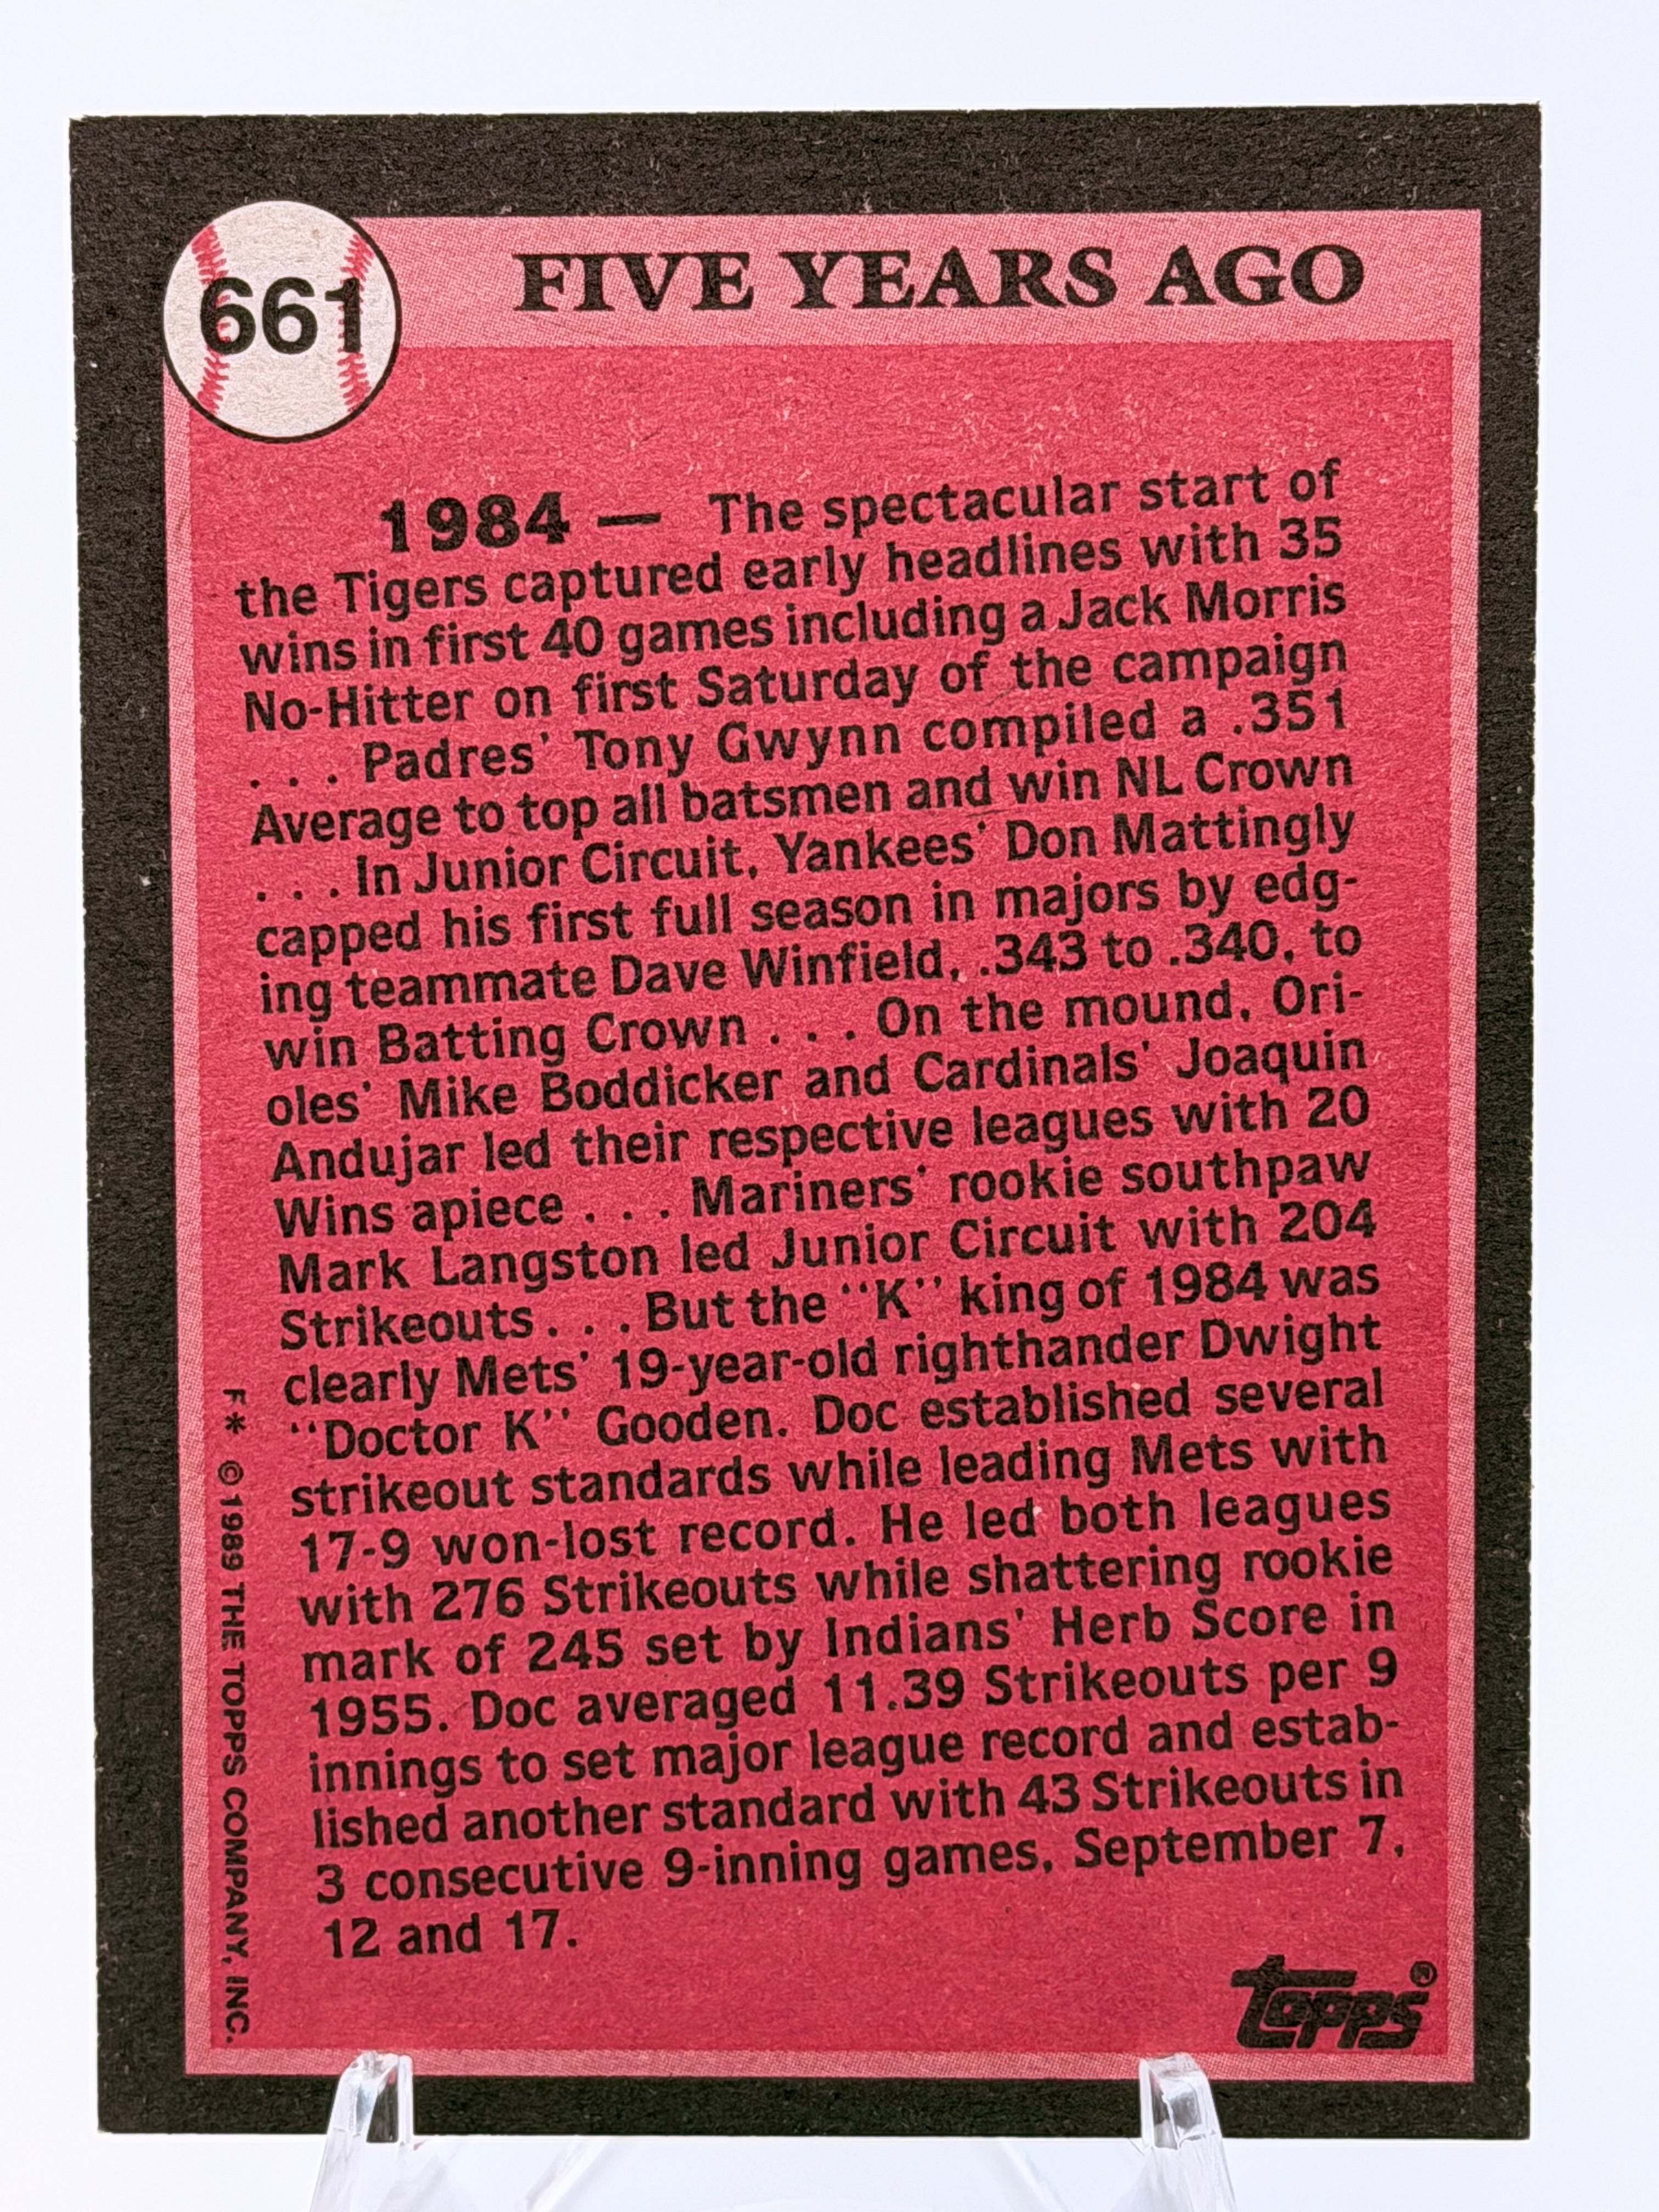 661
FIVE YEARS AGO
1984 — The spectacular start of
the Tigers captured early headlines with 35
wins in first 40 games including a Jack Morris
No-Hitter on first Saturday of the campaign
. . . Padres' Tony Gwynn compiled a .351
Average to top all batsmen and win NL Crown
. . . In Junior Circuit, Yankees' Don Mattingly
capped his first full season in majors by edg-
ing teammate Dave Winfield, .343 to .340, to
win Batting Crown . . . On the mound, Ori-
oles' Mike Boddicker and Cardinals' Joaquin
Andujar led their respective leagues with 20
Wins apiece . . . Mariners' rookie southpaw
Mark Langston led Junior Circuit with 204
Strikeouts . . . But the "K" king of 1984 was
clearly Mets' 19-year-old righthander Dwight
"Doctor K" Gooden. Doc established several
strikeout standards while leading Mets with
17-9 won-lost record. He led both leagues
with 276 Strikeouts while shattering rookie
mark of 245 set by Indians' Herb Score in
1955. Doc averaged 11.39 Strikeouts per 9
innings to set major league record and estab-
lished another standard with 43 Strikeouts in
3 consecutive 9-inning games, September 7,
12 and 17.
F* © 1989 THE TOPPS COMPANY, INC.
topps®